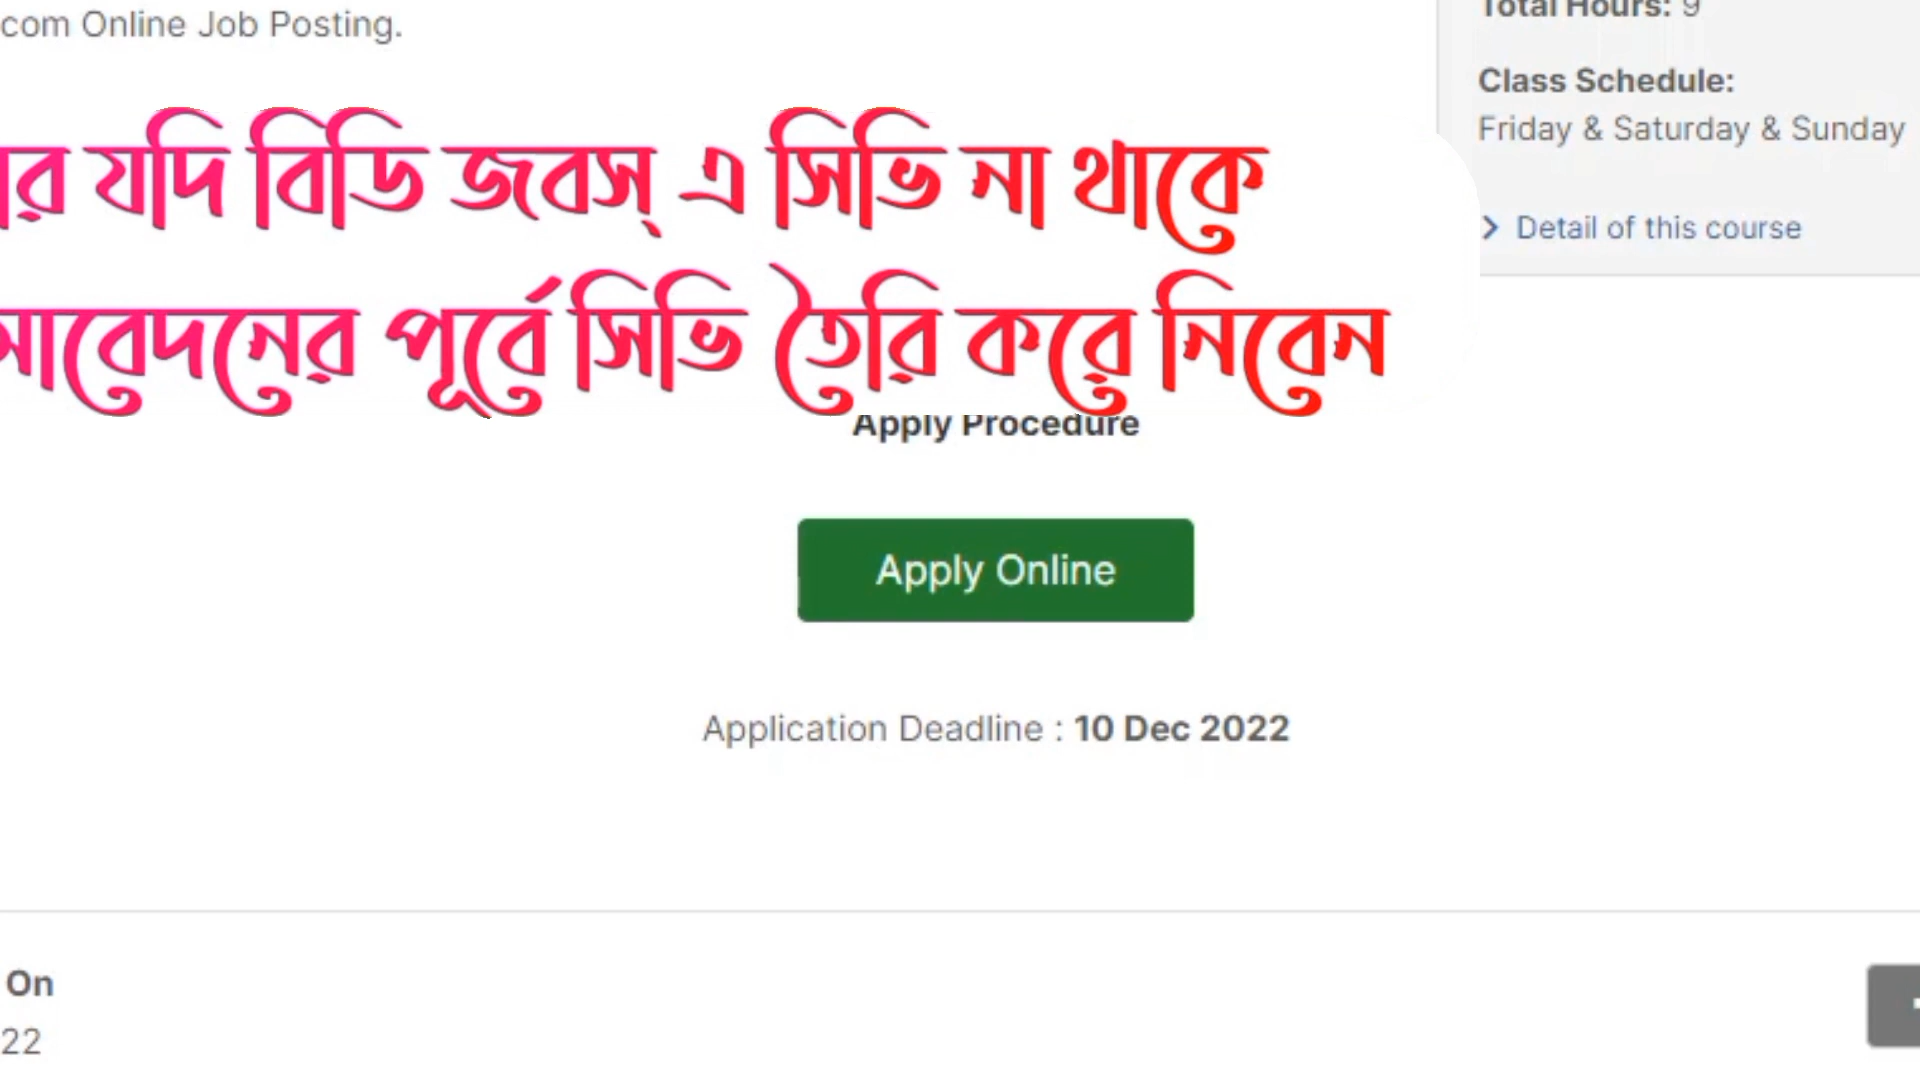 com Online Job Posting.
Total Hours: 9
Class Schedule:
Friday & Saturday & Sunday
Detail of this course
যদি বিডি জবস্ এ সিভি না থাকে
আবেদনের পূর্বে সিভি তৈরি করে নিবেন
Apply Procedure
Apply Online
Application Deadline : 10 Dec 2022
On
22